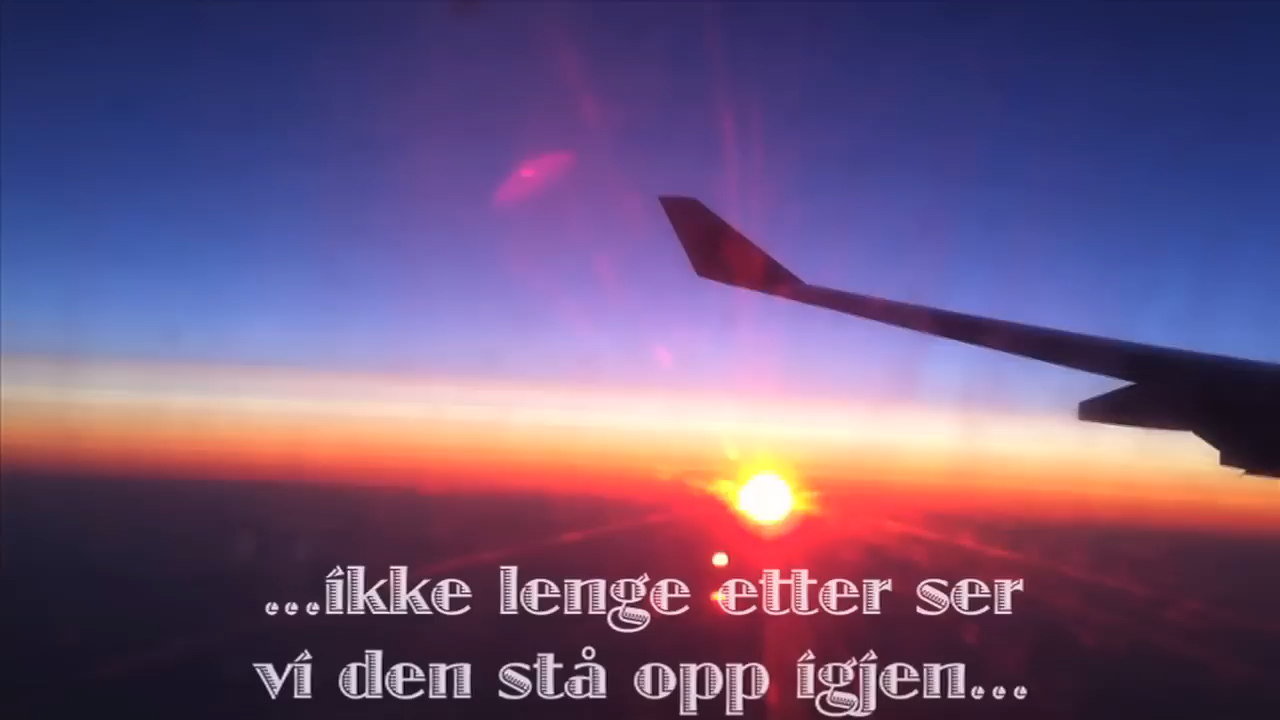 ...ikke lenge etter ser
vi den stå opp igjen...